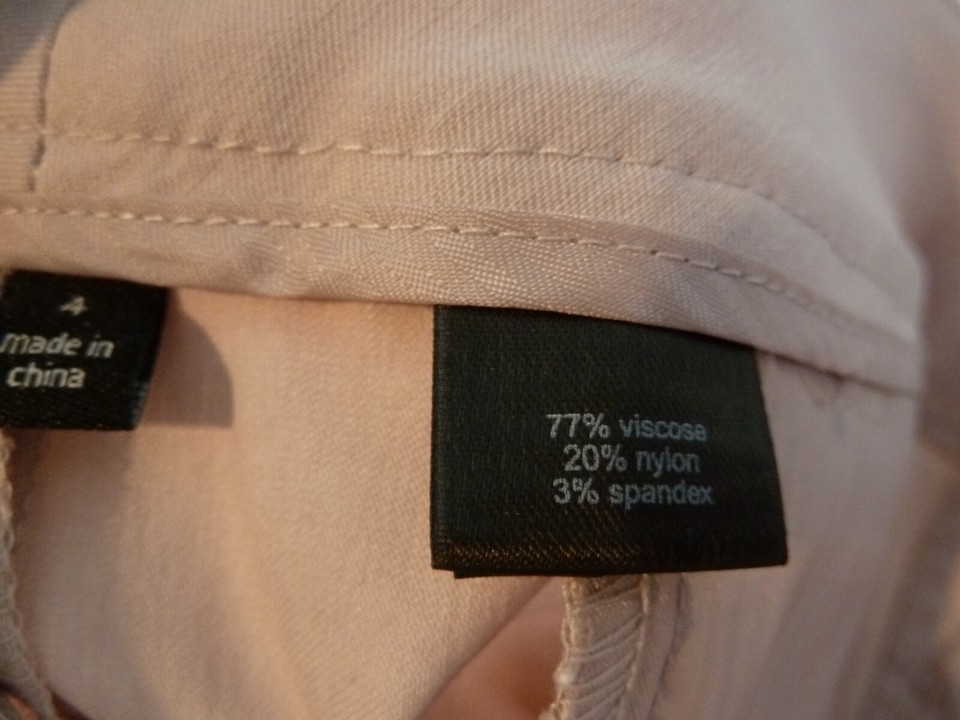 4
made in
china
77% viscose
20% nylon
3% spandex